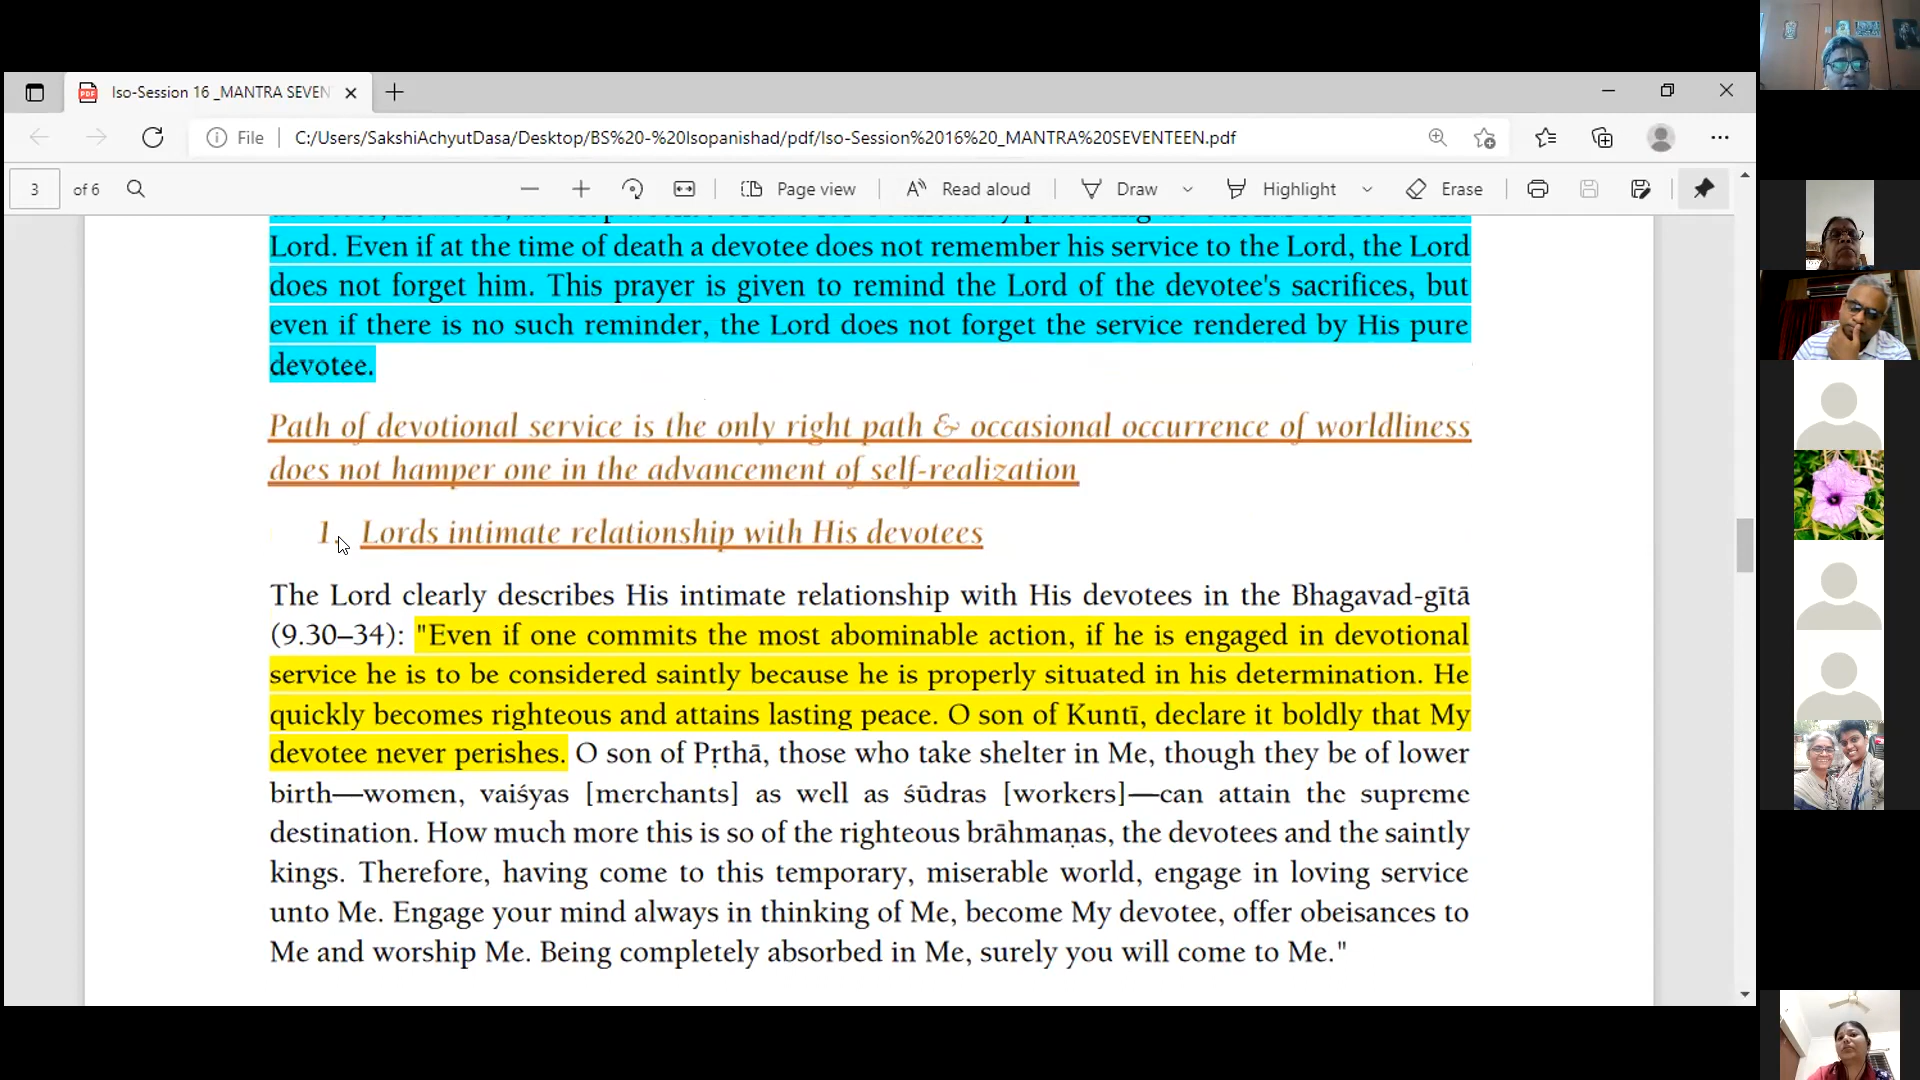 Iso-Session 16 _MANTRA SEVEN
File C:/Users/SakshiAchyutDasa/Desktop/BS%20-%20Isopanishad/pdf/Iso-Session%2016%20_MANTRA%20SEVENTEEN.pdf
3 of 6 Page view Read aloud Draw Highlight Erase
Lord. Even if at the time of death a devotee does not remember his service to the Lord, the Lord
does not forget him. This prayer is given to remind the Lord of the devotee's sacrifices, but
even if there is no such reminder, the Lord does not forget the service rendered by His pure
devotee.
Path of devotional service is the only right path & occasional occurrence of worldliness
does not hamper one in the advancement of self-realization
1. Lords intimate relationship with His devotees
The Lord clearly describes His intimate relationship with His devotees in the Bhagavad-gītā
(9.30–34): "Even if one commits the most abominable action, if he is engaged in devotional
service he is to be considered saintly because he is properly situated in his determination. He
quickly becomes righteous and attains lasting peace. O son of Kuntī, declare it boldly that My
devotee never perishes. O son of Pṛthā, those who take shelter in Me, though they be of lower
birth—women, vaiśyas [merchants] as well as śūdras [workers]—can attain the supreme
destination. How much more this is so of the righteous brāhmaṇas, the devotees and the saintly
kings. Therefore, having come to this temporary, miserable world, engage in loving service
unto Me. Engage your mind always in thinking of Me, become My devotee, offer obeisances to
Me and worship Me. Being completely absorbed in Me, surely you will come to Me."